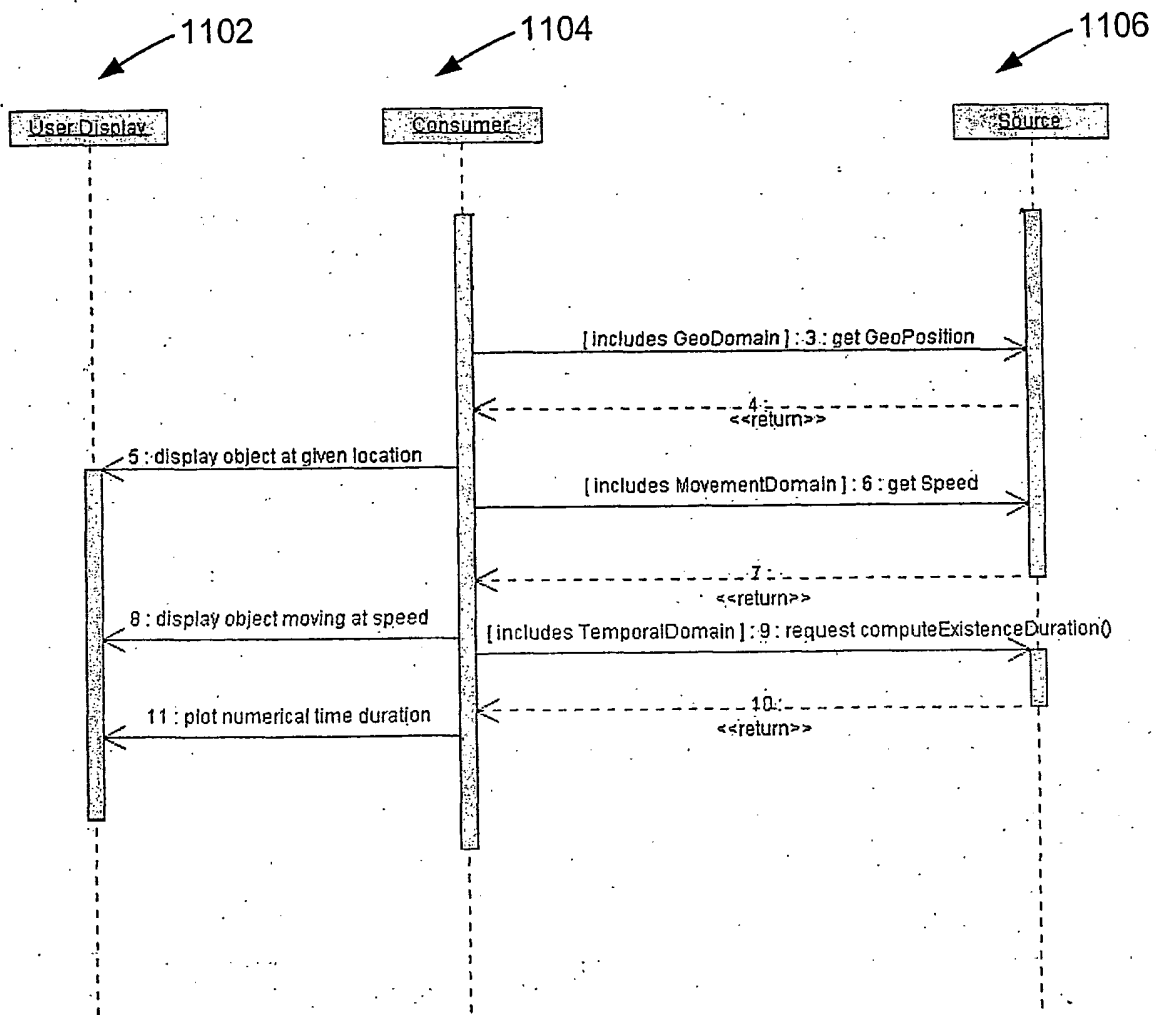 1102
1104
1106
User Display
Consumer
Source
[ includes GeoDomain ] : 3 : get GeoPosition
4 :
<<return>>
5 : display object at given location
[ includes MovementDomain ] : 6 : get Speed
7 :
<<return>>
8 : display object moving at speed
[ includes TemporalDomain ] : 9 : request computeExistenceDuration()
10 :
<<return>>
11 : plot numerical time duration